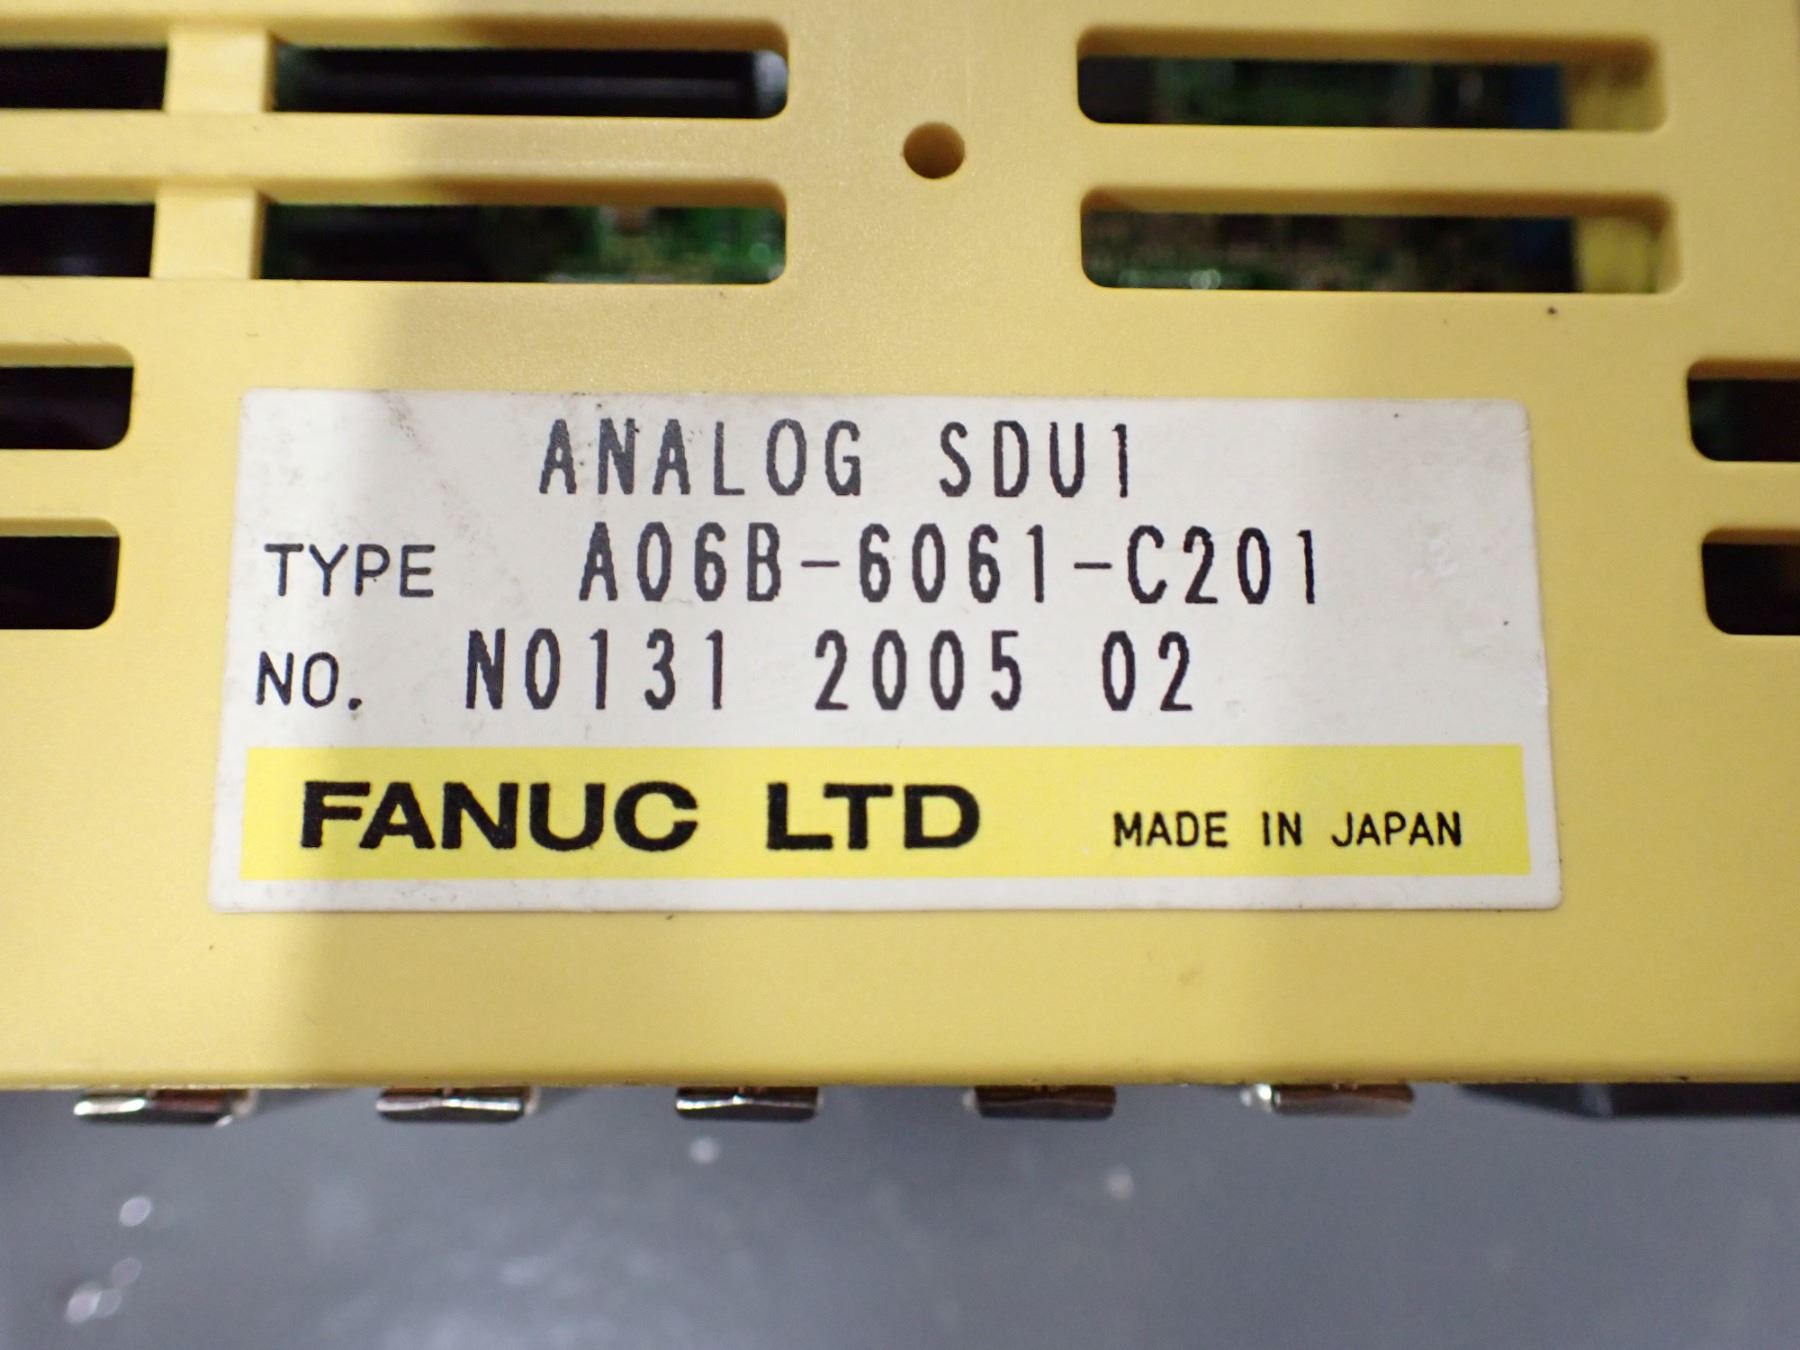 ANALOG SDU1
TYPE A06B-6061-C201
NO. N0131 2005 02
FANUC LTD MADE IN JAPAN